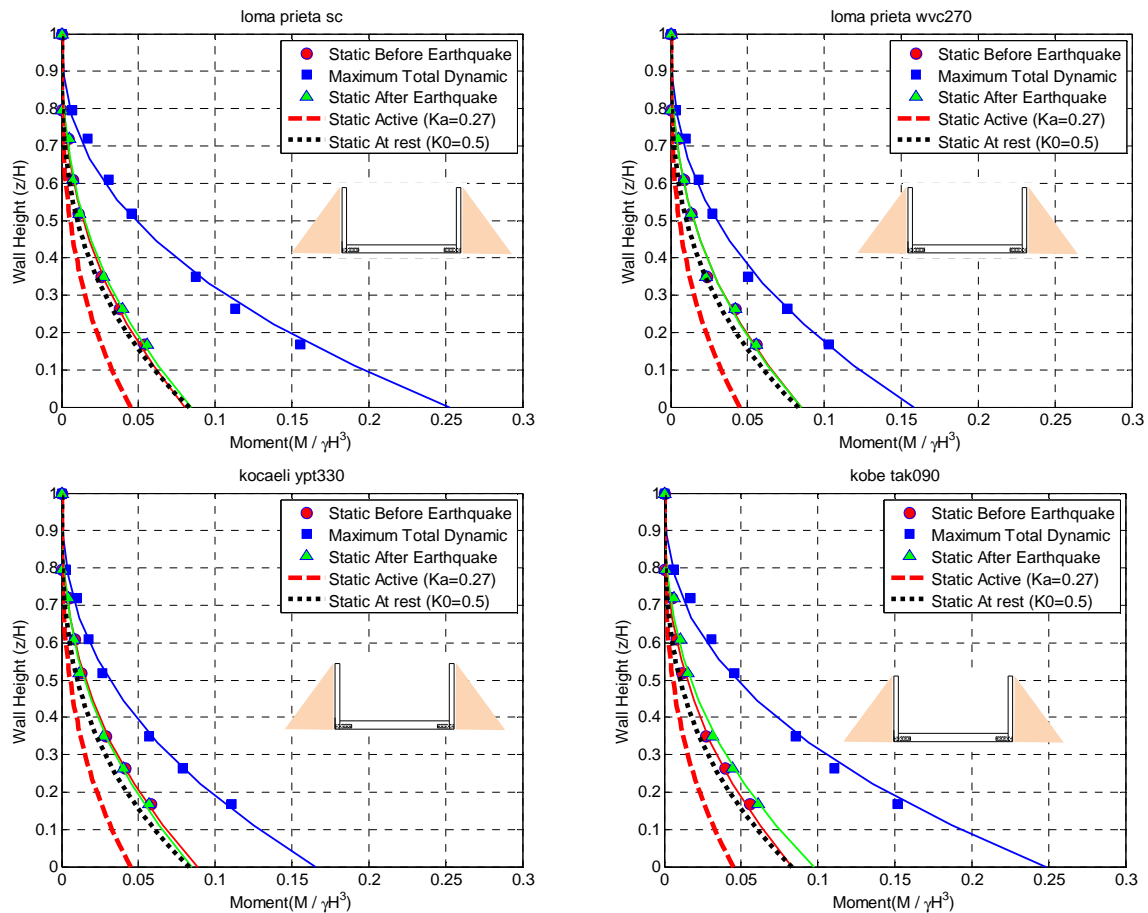 loma prieta sc
1
0.9
0.8
0.7
0.6
0.5
0.4
0.3
0.2
0.1
0
Wall Height (z/H)
Static Before Earthquake
Maximum Total Dynamic
Static After Earthquake
Static Active (Ka=0.27)
Static At rest (K0=0.5)
0 0.05 0.1 0.15 0.2 0.25 0.3
Moment(M / γH³)
loma prieta wvc270
1
0.9
0.8
0.7
0.6
0.5
0.4
0.3
0.2
0.1
0
Wall Height (z/H)
Static Before Earthquake
Maximum Total Dynamic
Static After Earthquake
Static Active (Ka=0.27)
Static At rest (K0=0.5)
0 0.05 0.1 0.15 0.2 0.25 0.3
Moment(M / γH³)
kocaeli ypt330
1
0.9
0.8
0.7
0.6
0.5
0.4
0.3
0.2
0.1
0
Wall Height (z/H)
Static Before Earthquake
Maximum Total Dynamic
Static After Earthquake
Static Active (Ka=0.27)
Static At rest (K0=0.5)
0 0.05 0.1 0.15 0.2 0.25 0.3
Moment(M / γH³)
kobe tak090
1
0.9
0.8
0.7
0.6
0.5
0.4
0.3
0.2
0.1
0
Wall Height (z/H)
Static Before Earthquake
Maximum Total Dynamic
Static After Earthquake
Static Active (Ka=0.27)
Static At rest (K0=0.5)
0 0.05 0.1 0.15 0.2 0.25 0.3
Moment(M / γH³)